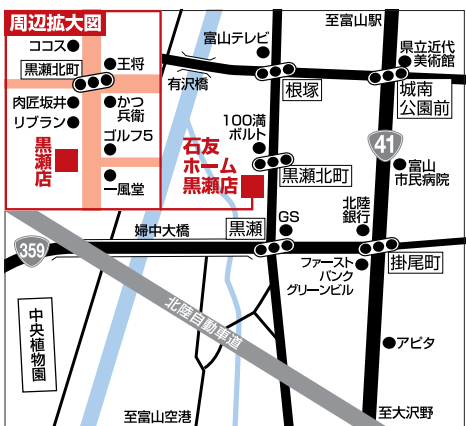 周辺拡大図
ココス
王将
黒瀬北町
肉匠坂井
かつ
兵衛
リブラン
ゴルフ5
黒瀬店
一風堂
至富山駅
富山テレビ
県立近代
美術館
有沢橋
根塚
城南
公園前
100満
ボルト
41
石友
ホーム
黒瀬店
黒瀬北町
富山
市民病院
北陸
銀行
GS
黒瀬
婦中大橋
359
掛尾町
ファースト
バンク
グリーンビル
北陸自動車道
中央植物園
アピタ
至富山空港
至大沢野